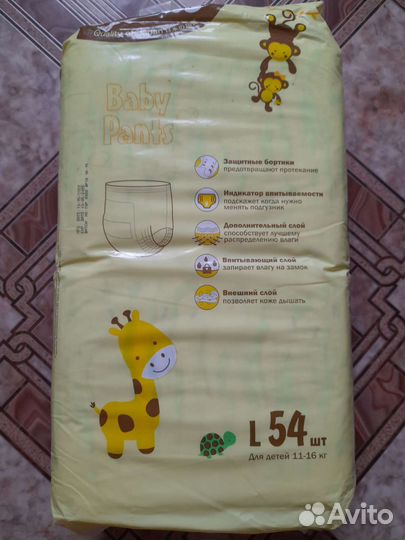 Quality
Baby
Pants
Защитные бортики
предотвращают протекание
Индикатор впитываемости
подскажет когда нужно
менять подгузник
Дополнительный слой
способствует лучшему
распределению влаги
Впитывающий слой
запирает влагу на замок
Внешний слой
позволяет коже дышать
L 54 шт
Для детей 11-16 кг
Avito